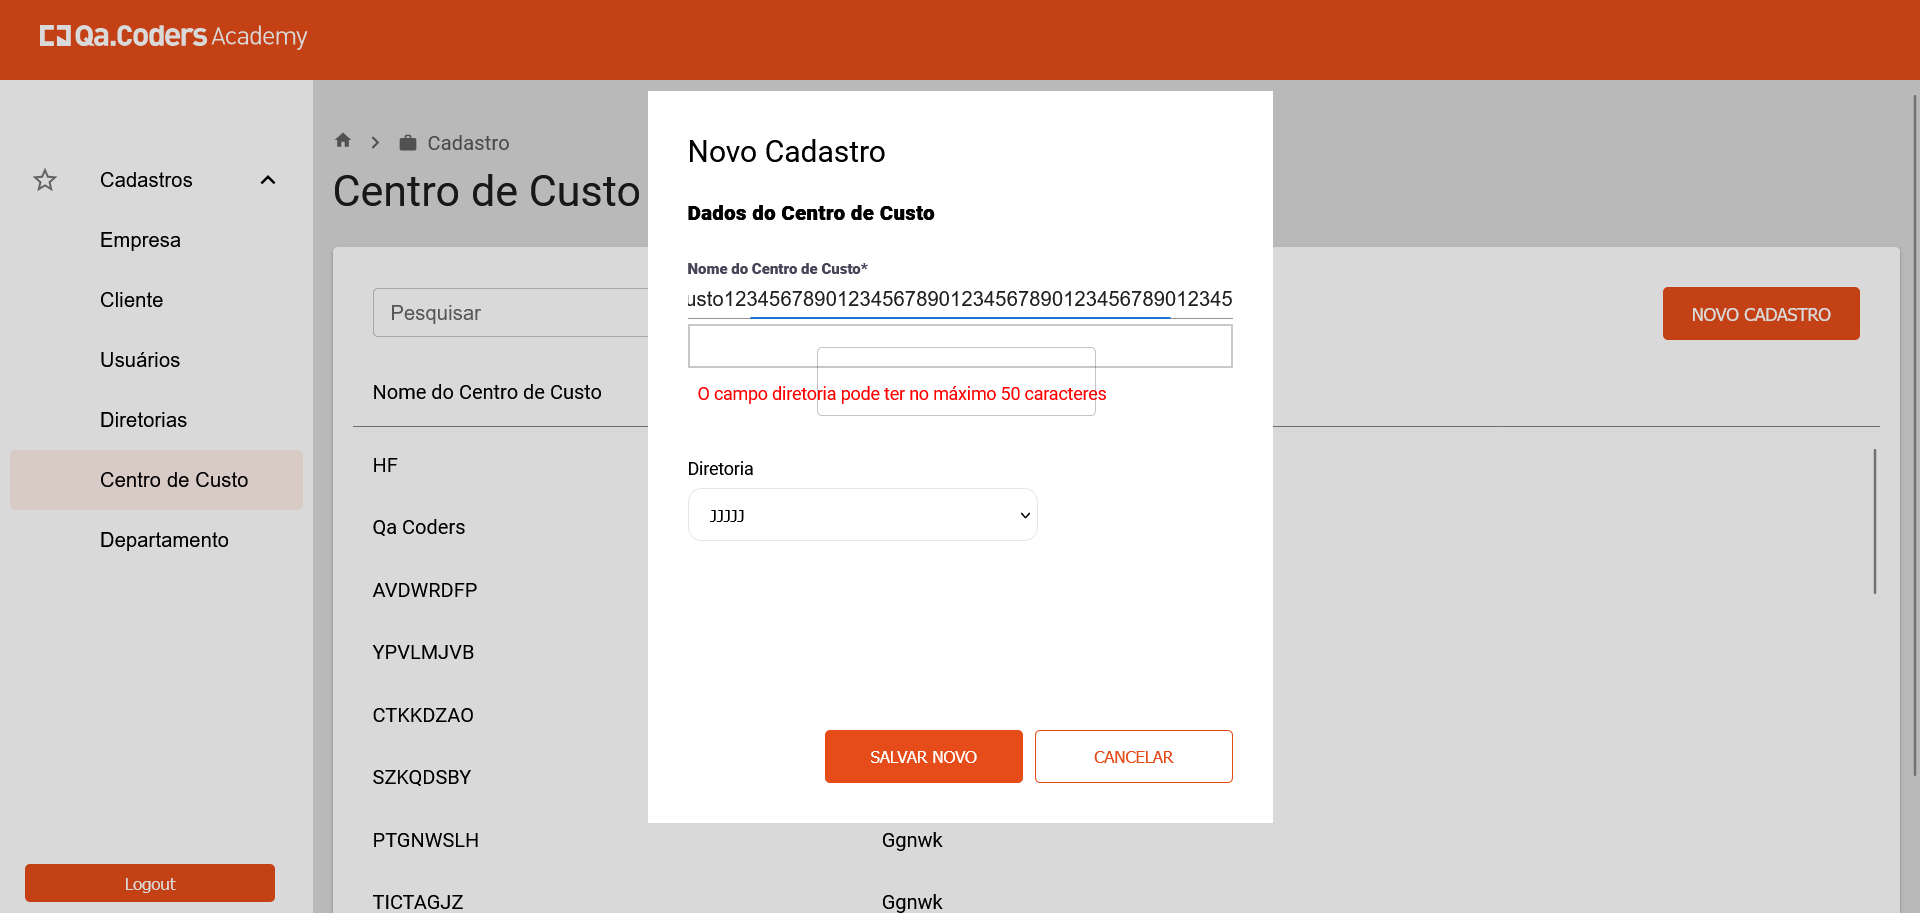 Qa.Coders Academy
Cadastros
Empresa
Cliente
Usuários
Diretorias
Centro de Custo
Departamento
Logout
Cadastro
Centro de Custo
Pesquisar
NOVO CADASTRO
Nome do Centro de Custo
HF
Qa Coders
AVDWRDFP
YPVLMJVB
CTKKDZAO
SZKQDSBY
PTGNWSLH Ggnwk
TICTAGJZ Ggnwk
Novo Cadastro
Dados do Centro de Custo
Nome do Centro de Custo*
usto123456789012345678901234567890123456789012345
O campo diretoria pode ter no máximo 50 caracteres
Diretoria
JJJJJ
SALVAR NOVO
CANCELAR